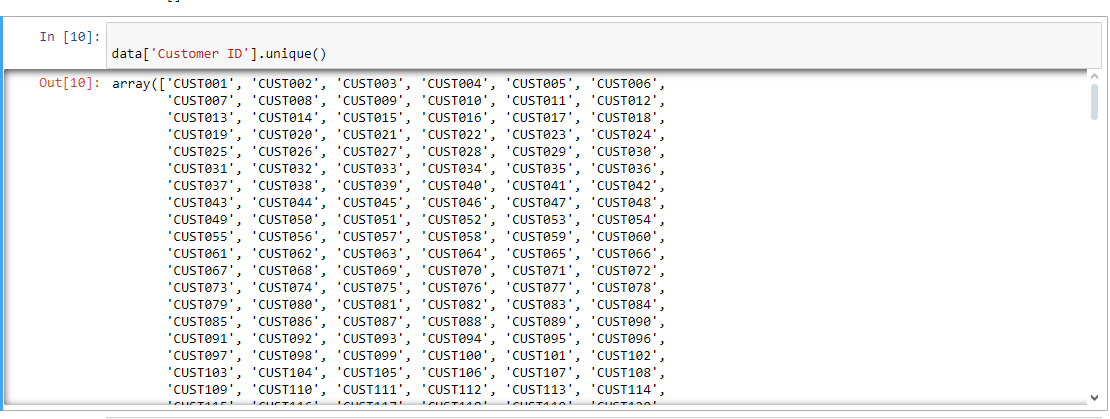 In [10]:
data['Customer ID'].unique()
Out[10]: array(['CUST001', 'CUST002', 'CUST003', 'CUST004', 'CUST005', 'CUST006',
'CUST007', 'CUST008', 'CUST009', 'CUST010', 'CUST011', 'CUST012',
'CUST013', 'CUST014', 'CUST015', 'CUST016', 'CUST017', 'CUST018',
'CUST019', 'CUST020', 'CUST021', 'CUST022', 'CUST023', 'CUST024',
'CUST025', 'CUST026', 'CUST027', 'CUST028', 'CUST029', 'CUST030',
'CUST031', 'CUST032', 'CUST033', 'CUST034', 'CUST035', 'CUST036',
'CUST037', 'CUST038', 'CUST039', 'CUST040', 'CUST041', 'CUST042',
'CUST043', 'CUST044', 'CUST045', 'CUST046', 'CUST047', 'CUST048',
'CUST049', 'CUST050', 'CUST051', 'CUST052', 'CUST053', 'CUST054',
'CUST055', 'CUST056', 'CUST057', 'CUST058', 'CUST059', 'CUST060',
'CUST061', 'CUST062', 'CUST063', 'CUST064', 'CUST065', 'CUST066',
'CUST067', 'CUST068', 'CUST069', 'CUST070', 'CUST071', 'CUST072',
'CUST073', 'CUST074', 'CUST075', 'CUST076', 'CUST077', 'CUST078',
'CUST079', 'CUST080', 'CUST081', 'CUST082', 'CUST083', 'CUST084',
'CUST085', 'CUST086', 'CUST087', 'CUST088', 'CUST089', 'CUST090',
'CUST091', 'CUST092', 'CUST093', 'CUST094', 'CUST095', 'CUST096',
'CUST097', 'CUST098', 'CUST099', 'CUST100', 'CUST101', 'CUST102',
'CUST103', 'CUST104', 'CUST105', 'CUST106', 'CUST107', 'CUST108',
'CUST109', 'CUST110', 'CUST111', 'CUST112', 'CUST113', 'CUST114',